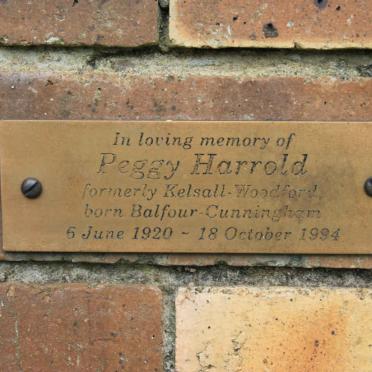 In loving memory of
Peggy Harrold
formerly Kelsall-Woodford
born Balfour-Cunningham
6 June 1920 ~ 18 October 1994